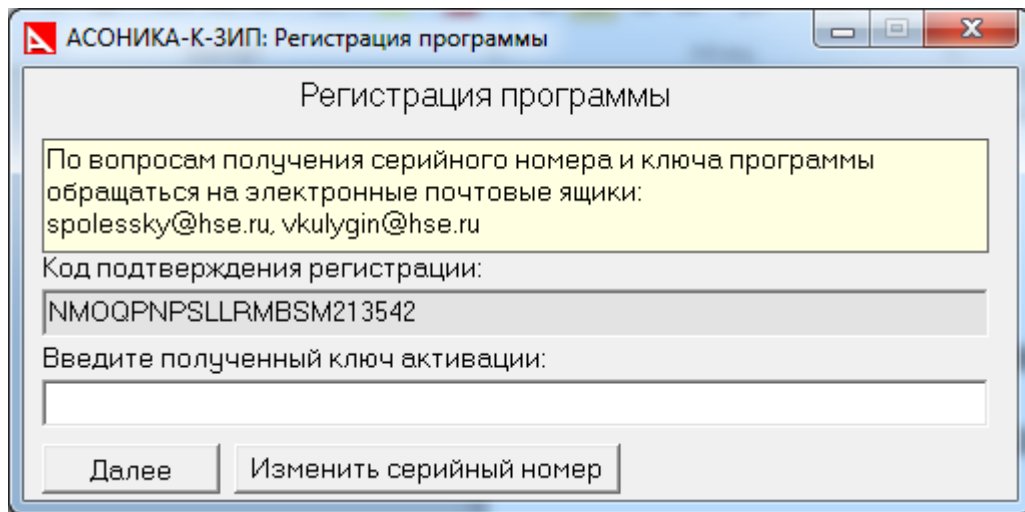 АСОНИКА-К-ЗИП: Регистрация программы
Регистрация программы
По вопросам получения серийного номера и ключа программы
обращаться на электронные почтовые ящики:
spolessky@hse.ru, vkulygin@hse.ru
Код подтверждения регистрации:
NMOQPNPSLLRMBSM213542
Введите полученный ключ активации:
Далее
Изменить серийный номер